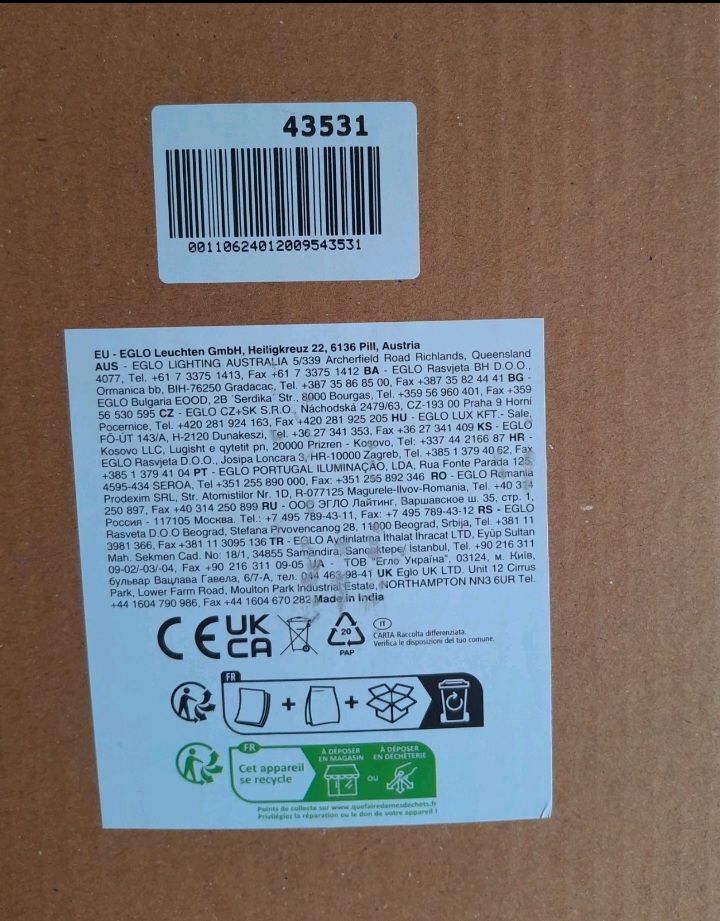 43531
00110624012009543531
EU - EGLO Leuchten GmbH, Heiligkreuz 22, 6136 Pill, Austria
AUS - EGLO LIGHTING AUSTRALIA 5/339 Archerfield Road Richlands, Queensland
4077, Tel. +61 7 3375 1413, Fax +61 7 3375 1412 BA - EGLO Rasvjeta BH D.O.O.,
Ormanica bb, BIH-76250 Gradacac, Tel. +387 35 86 85 00, Fax +387 35 82 44 41 BG -
EGLO Bulgaria EOOD, 2B ´Serdika´ Str., 8000 Bourgas, Tel. +359 56 960 401, Fax +359
56 530 595 CZ - EGLO CZ+SK S.R.O., Náchodská 2479/63, CZ-193 00 Praha 9 Horní
Pocernice, Tel. +420 281 924 163, Fax +420 281 925 205 HU - EGLO LUX KFT.- Sale,
FÖ-ÚT 143/A, H-2120 Dunakeszi, Tel. +36 27 341 353, Fax +36 27 341 409 KS - EGLO
Kosovo LLC, Lugisht e qytetit pn, 20000 Prizren - Kosovo, Tel: +337 44 2166 87 HR -
EGLO Rasvjeta D.O.O., Josipa Loncara 3, HR-10000 Zagreb, Tel. +385 1 379 40 62, Fax
+385 1 379 41 04 PT - EGLO PORTUGAL ILUMINAÇAO, LDA, Rua Fonte Parada 125,
4595-434 SEROA, Tel +351 255 890 000, Fax: +351 255 892 346 RO - EGLO Romania
Prodexim SRL, Str. Atomistilor Nr. 1D, R-077125 Magurele-Ilvov-Romania, Tel. +40 314
250 897, Fax +40 314 250 899 RU - ООО ЭГЛО Лайтинг, Варшавское ш. 35, стр. 1,
Россия - 117105 Москва. Тел.: +7 495 789-43-11, Fax: +7 495 789-43-12 RS - EGLO
Rasveta D.O.O Beograd, Stefana Prvovencanog 28, 11000 Beograd, Srbija, Tel. +381 11
3981 366, Fax +381 11 3095 136 TR - EGLO Aydinlatna Ithalat Ihracat LTD, Eyüp Sultan
Mah. Sekmen Cad. No: 18/1, 34855 Samandira, Sancaktepe/ Istanbul, Tel. +90 216 311
09-02/-03/-04, Fax +90 216 311 09-05 UA - ТОВ "Егло Україна", 03124, м. Київ,
бульвар Вацлава Гавела, 6/7-А, тел. 044 463-98-41 UK Eglo UK LTD. Unit 12 Cirrus
Park, Lower Farm Road, Moulton Park Industrial Estate, NORTHAMPTON NN3 6UR Tel.
+44 1604 790 986, Fax +44 1604 670 282 Made in India
CE UK CA
20
PAP
IT
CARTA-Raccolta differenziata.
Verifica le disposizioni del tuo comune.
FR
+ +
FR
Cet appareil
se recycle
À DÉPOSER
EN MAGASIN
OU
À DÉPOSER
EN DÉCHÈTERIE
Points de collecte sur www.quefairedemesdechets.fr
Privilégiez la réparation ou le don de votre appareil !